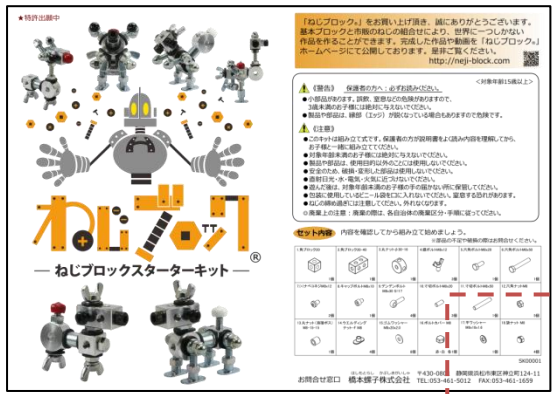 ★特許出願中
ねじブロック®
ねじブロックスターターキット
「ねじブロック®」をお買い上げ頂き、誠にありがとうございます。
基本ブロックと市販のねじの組合せにより、世界に一つしかない
作品を作ることができます。完成した作品や動画を「ねじブロック®」
ホームページにて公開しております。是非ご覧ください。
http://neji-block.com
<対象年齢15歳以上>
《警告》 保護者の方へ:必ずお読みください。
●小部品があります。誤飲、窒息などの危険がありますので、
3歳未満のお子様には絶対に与えないでください。
●製品や部品は、縁部(エッジ)が鋭くなっている場合もありますので危険です。
《注意》
●このキットは組み立て式です。保護者の方が説明書をよく読み内容を理解してから、
お子様と一緒に組み立ててください。
●対象年齢未満のお子様には絶対に与えないでください。
●製品や部品は、使用目的以外のことには使用しないでください。
●安全のため、破損・変形した部品は使用しないでください。
●直射日光・水・電気・火気に近づけないでください。
●遊んだ後は、対象年齢未満のお子様の手の届かない所に保管してください。
●包装に使用しているビニール袋を口に入れないでください。窒息する恐れがあります。
●ねじの締め過ぎには注意してください。外れなくなります。
※廃棄上の注意:廃棄の際は、各自治体の廃棄区分・手順に従ってください。
セット内容 内容を確認してから組み立て始めましょう。
※部品の不足や破損の際はお問合せください。
SK00001
お問合せ窓口 橋本螺子株式会社
静岡県浜松市東区神立町124-11
TEL:053-461-5012 FAX:053-461-1659